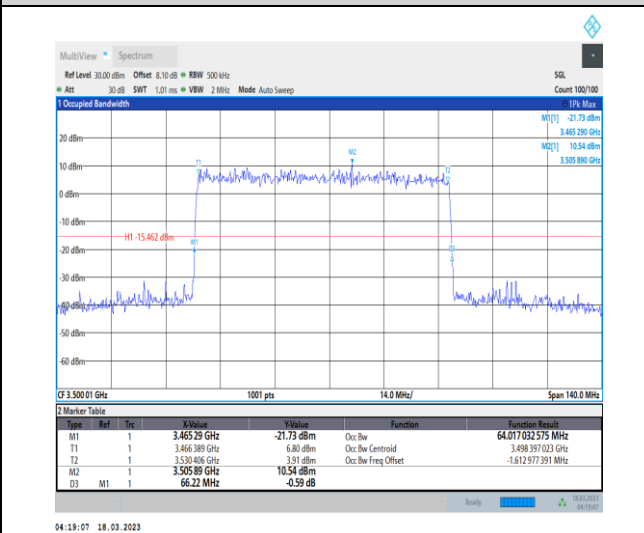 MultiView Spectrum
Ref Level 30.00 dBm Offset 8.10 dB RBW 500 kHz SGL
Att 30 dB SWT 1.01 ms VBW 2 MHz Mode Auto Sweep Count 100/100
1 Occupied Bandwidth 1Pk Max
M1[1] -21.73 dBm
3.465 290 GHz
M2[1] 10.54 dBm
3.505 890 GHz
20 dBm
M2
T1
T2
10 dBm
0 dBm
-10 dBm
H1 -15.462 dBm
M1
-20 dBm
D3
-30 dBm
-40 dBm
-50 dBm
-60 dBm
CF 3.500 01 GHz 1001 pts 14.0 MHz/ Span 140.0 MHz
2 Marker Table
Type Ref Trc X-Value Y-Value Function Function Result
M1 1 3.465 29 GHz -21.73 dBm Occ Bw 64.017 032 575 MHz
T1 1 3.466 389 GHz 6.80 dBm Occ Bw Centroid 3.498 397 023 GHz
T2 1 3.530 406 GHz 3.91 dBm Occ Bw Freq Offset -1.612 977 391 MHz
M2 1 3.505 89 GHz 10.54 dBm
D3 M1 1 66.22 MHz -0.59 dB
Ready 18.03.2023
04:19:07
04:19:07 18.03.2023